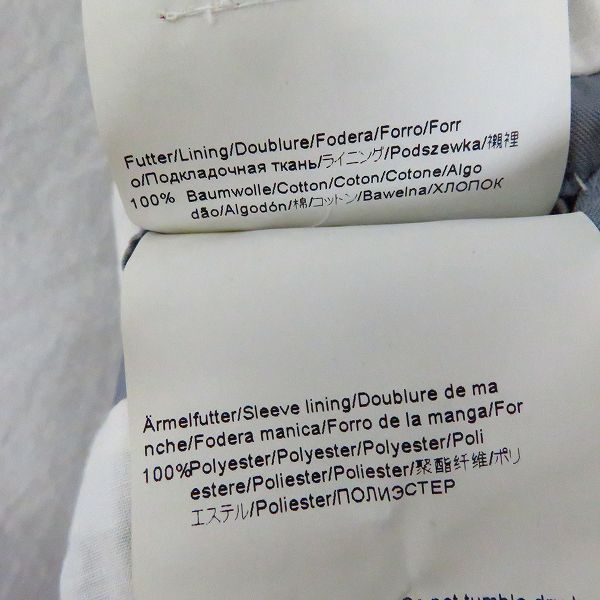 Futter/Lining/Doublure/Fodera/Forro/Forr
o/Подкладочная ткань/ライニング/Podszewka/襯裡
100% Baumwolle/Cotton/Coton/Cotone/Algo
dão/Algodón/棉/コットン/Bawełna/ХЛОПОК
Ärmelfutter/Sleeve lining/Doublure de ma
nche/Fodera manica/Forro de la manga/For
100%Polyester/Polyester/Polyester/Poli
estere/Poliester/Poliester/聚酯纤维/ポリ
エステル/Poliester/ПОЛИЭСТЕР
not tumble